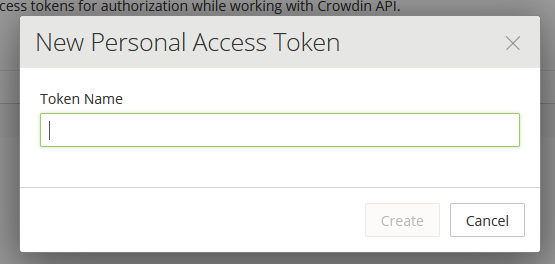 cess tokens for authorization while working with Crowdin API.
New Personal Access Token
Token Name
Create
Cancel